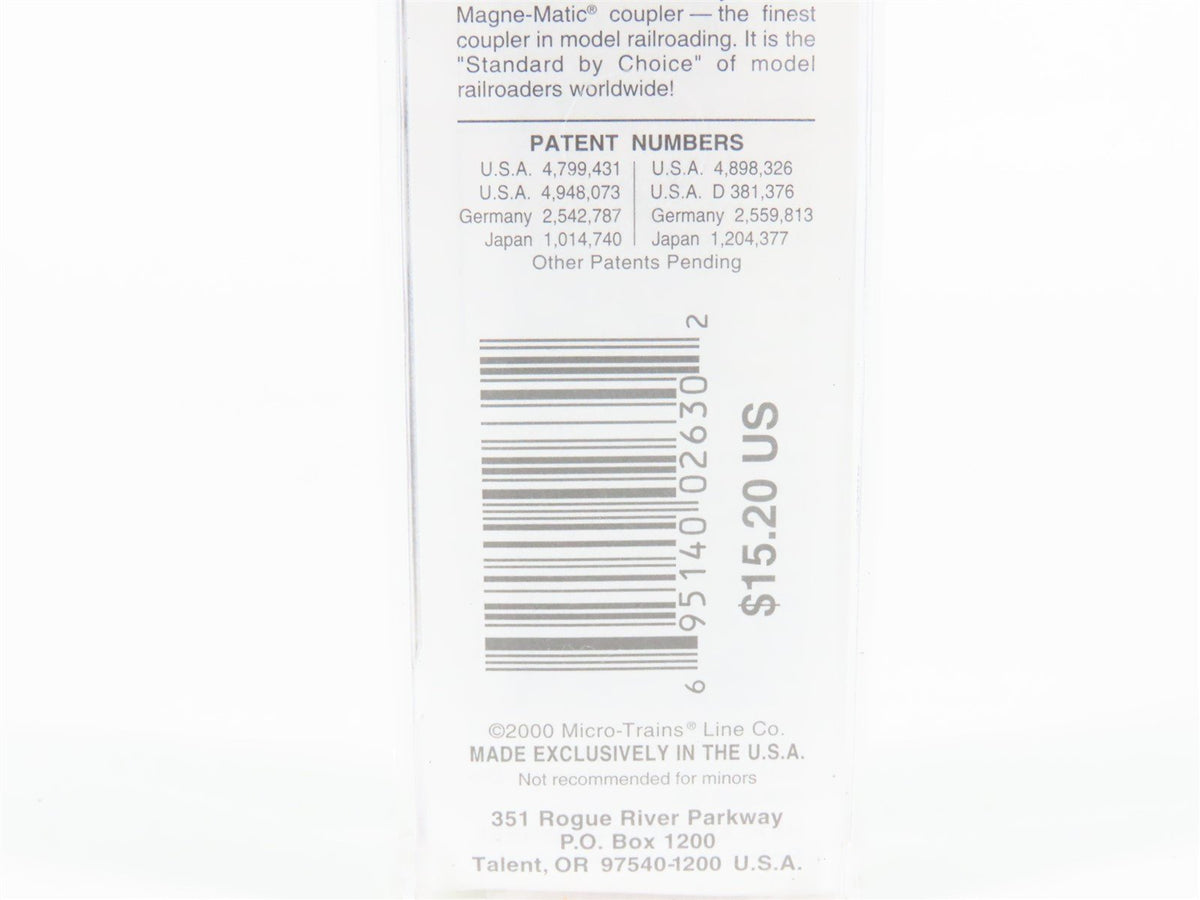 Magne-Matic® coupler — the finest
coupler in model railroading. It is the
"Standard by Choice" of model
railroaders worldwide!
PATENT NUMBERS
U.S.A. 4,799,431 | U.S.A. 4,898,326
U.S.A. 4,948,073 | U.S.A. D 381,376
Germany 2,542,787 | Germany 2,559,813
Japan 1,014,740 | Japan 1,204,377
Other Patents Pending
6 95140 02630 2
$15.20 US
©2000 Micro-Trains® Line Co.
MADE EXCLUSIVELY IN THE U.S.A.
Not recommended for minors
351 Rogue River Parkway
P.O. Box 1200
Talent, OR 97540-1200 U.S.A.